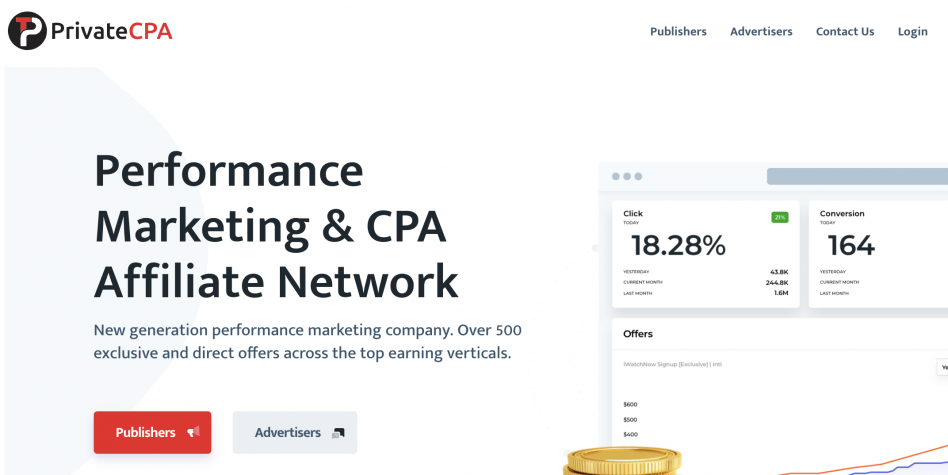 PrivateCPA
Publishers
Advertisers
Contact Us
Login
Performance
Marketing & CPA
Affiliate Network
New generation performance marketing company. Over 500
exclusive and direct offers across the top earning verticals.
Publishers
Advertisers
Click
TODAY
21%
18.28%
YESTERDAY 43.8K
CURRENT MONTH 244.8K
LAST MONTH 1.6M
Conversion
TODAY
164
YESTERDAY
CURRENT MONTH
LAST MONTH
Offers
iWatchNow Signup [Exclusive] | Intl
$600
$500
$400